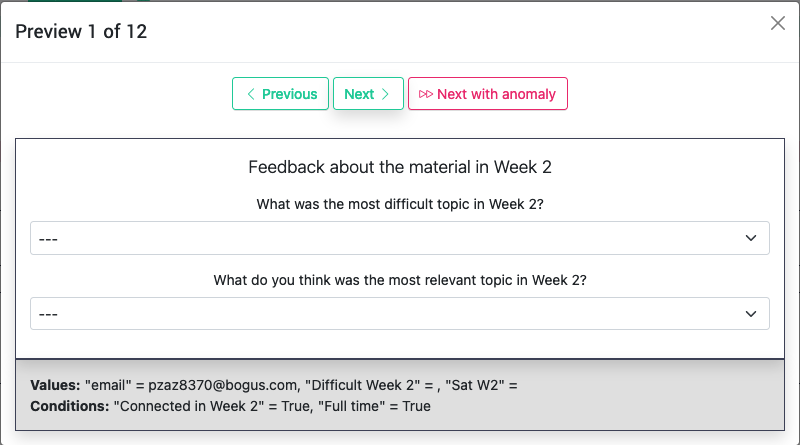 Preview 1 of 12
Previous
Next
Next with anomaly
Feedback about the material in Week 2
What was the most difficult topic in Week 2?
---
What do you think was the most relevant topic in Week 2?
---
Values: "email" = pzaz8370@bogus.com, "Difficult Week 2" = , "Sat W2" =
Conditions: "Connected in Week 2" = True, "Full time" = True